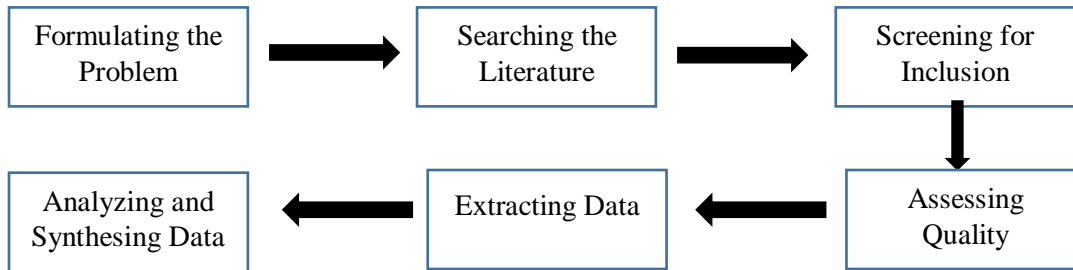 Formulating the
Problem
Searching the
Literature
Screening for
Inclusion
Assessing
Quality
Extracting Data
Analyzing and
Synthesing Data